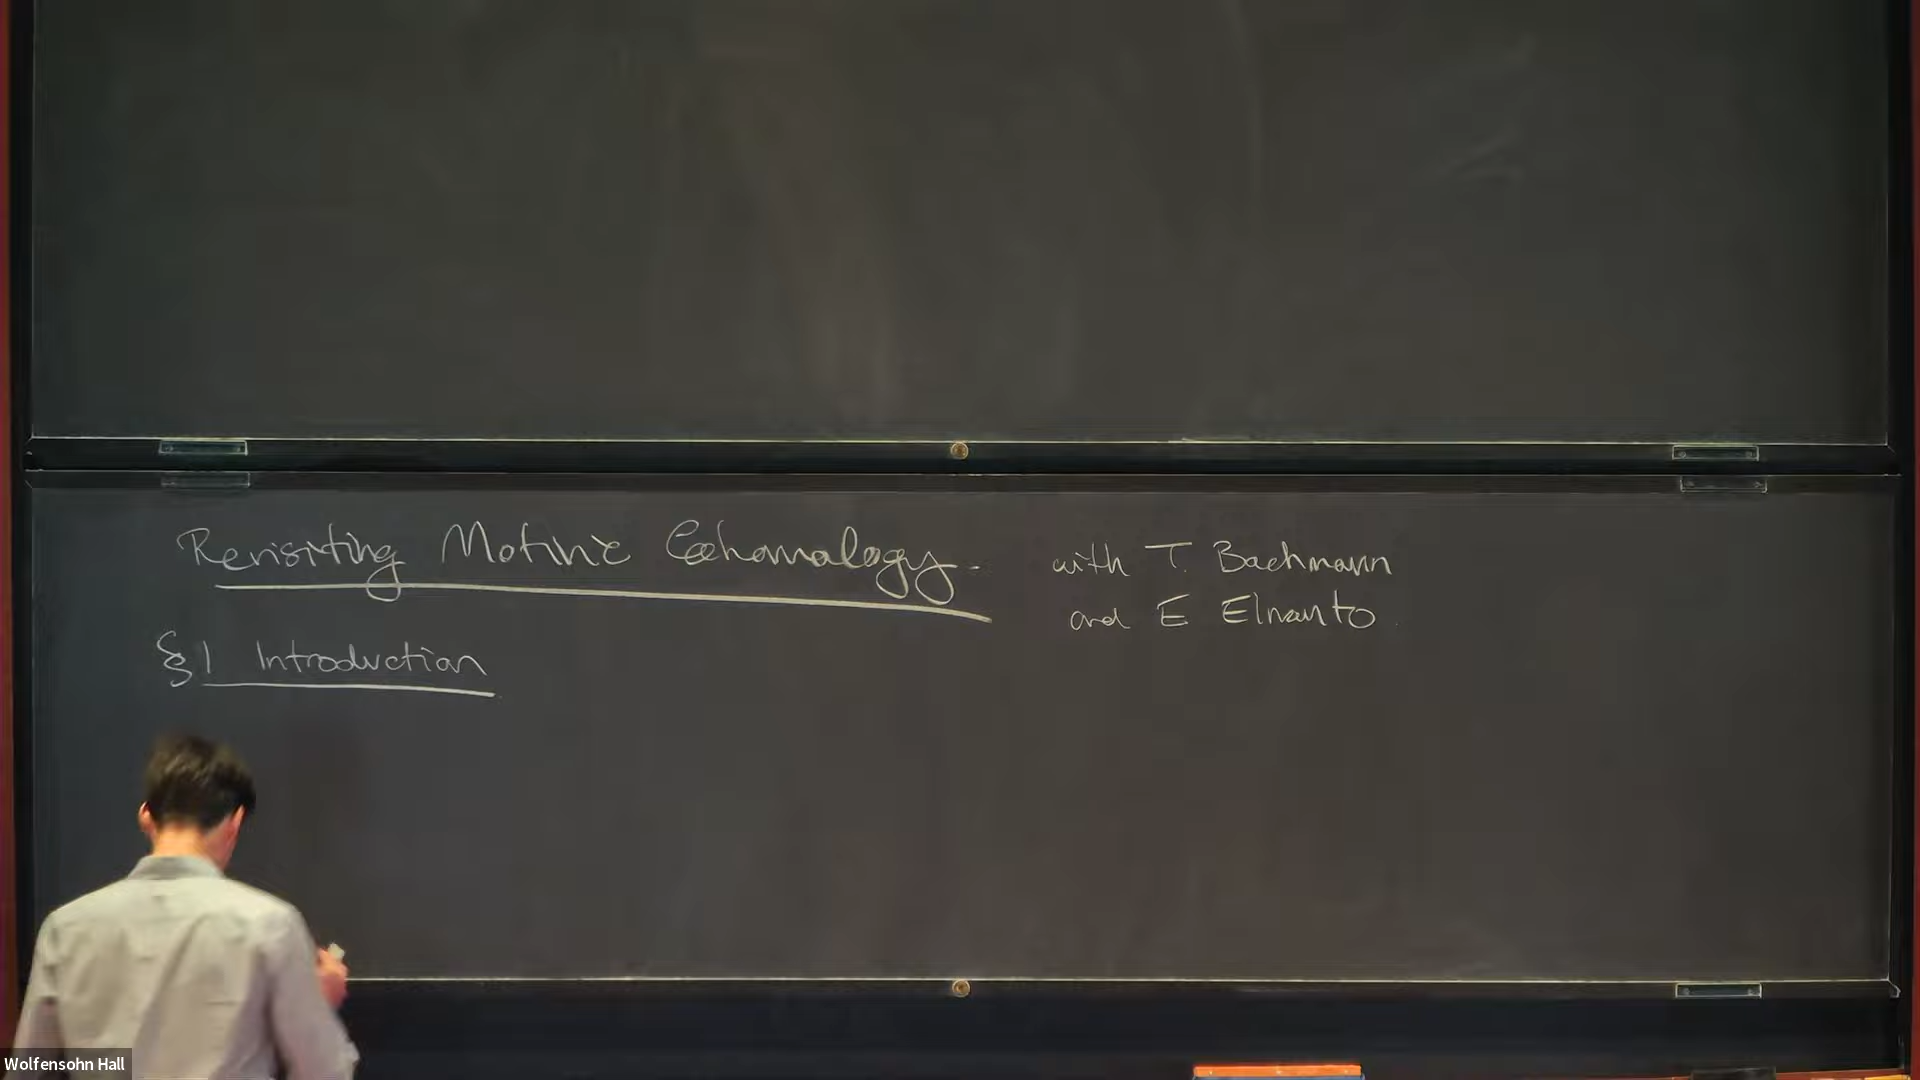 Revisiting Motivic Cohomology. with T. Bachmann
and E Elmanto
§1 Introduction
Wolfensohn Hall